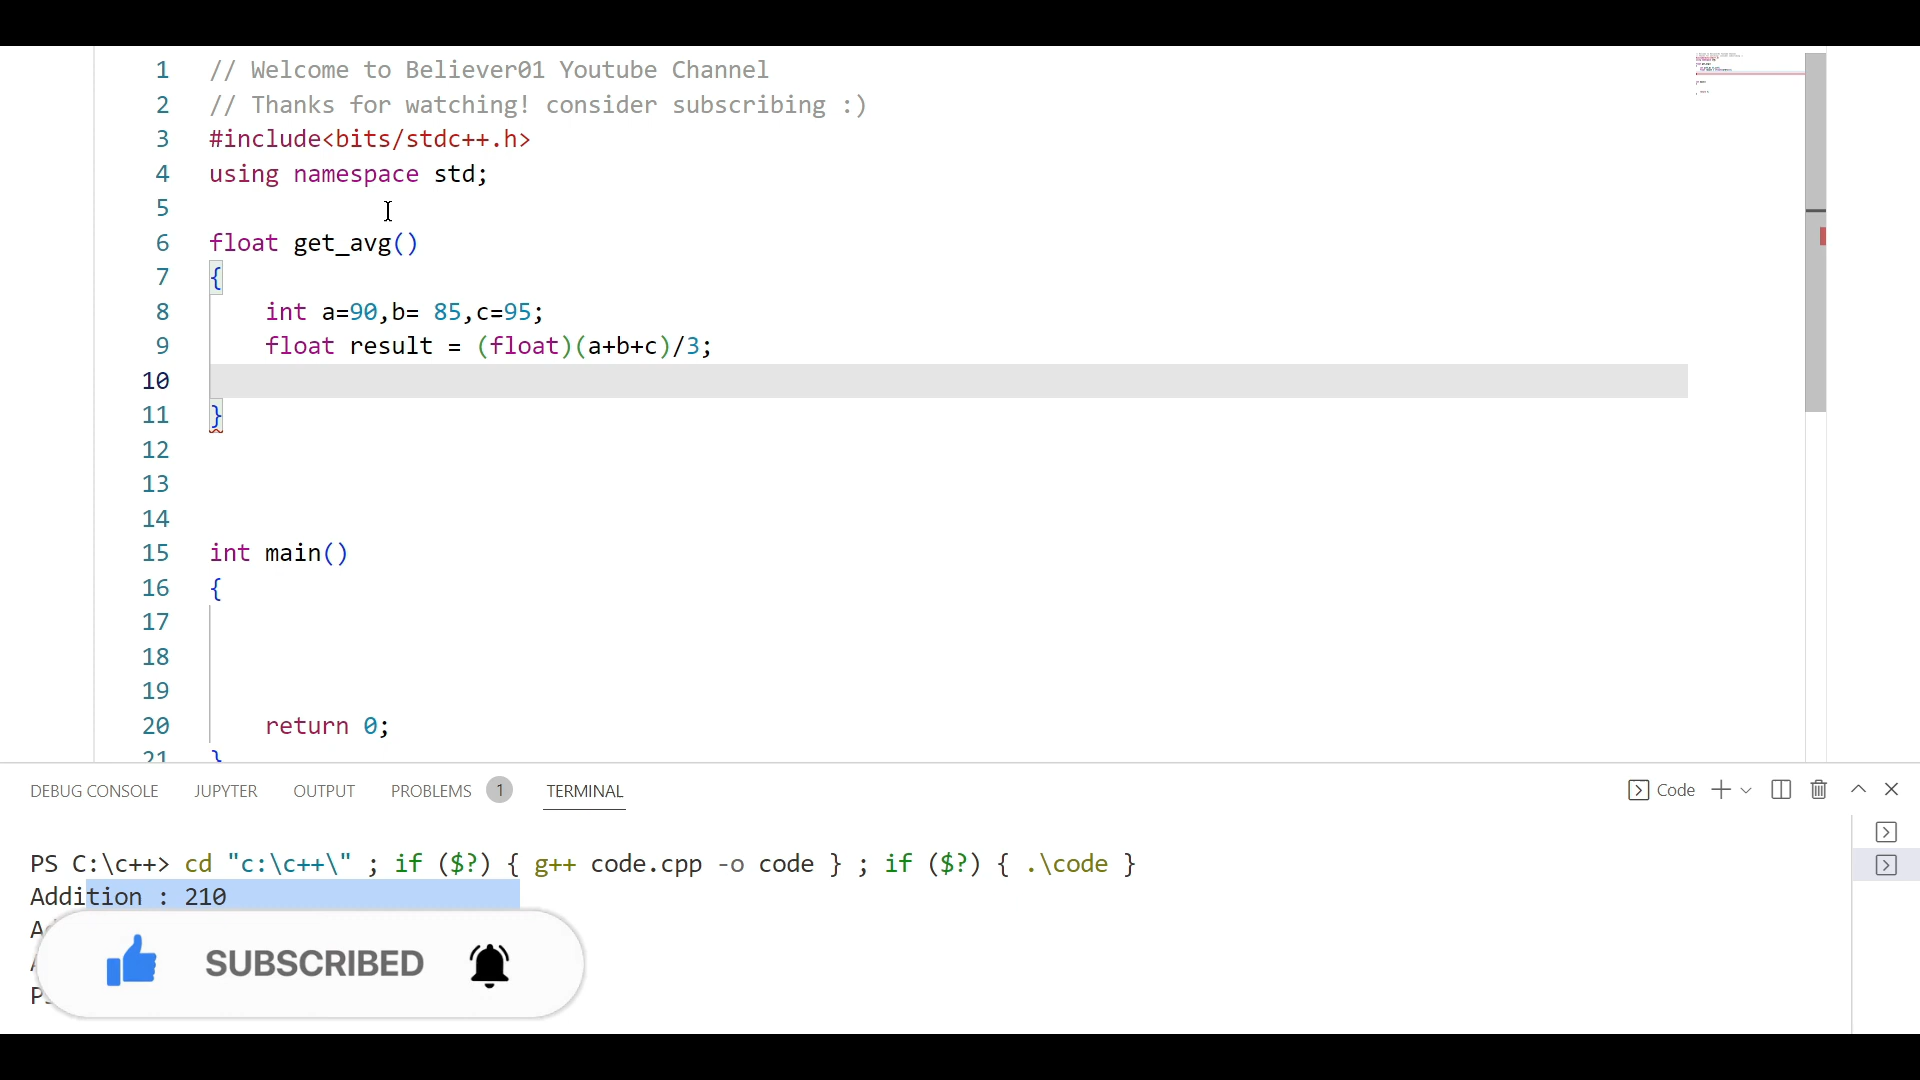 1 // Welcome to Believer01 Youtube Channel
2 // Thanks for watching! consider subscribing :)
3 #include<bits/stdc++.h>
4 using namespace std;
5
6 float get_avg()
7 {
8 int a=90,b= 85,c=95;
9 float result = (float)(a+b+c)/3;
10
11 }
12
13
14
15 int main()
16 {
17
18
19
20 return 0;
21 }
DEBUG CONSOLE JUPYTER OUTPUT PROBLEMS 1 TERMINAL Code
PS C:\c++> cd "c:\c++\" ; if ($?) { g++ code.cpp -o code } ; if ($?) { .\code }
Addition : 210
SUBSCRIBED